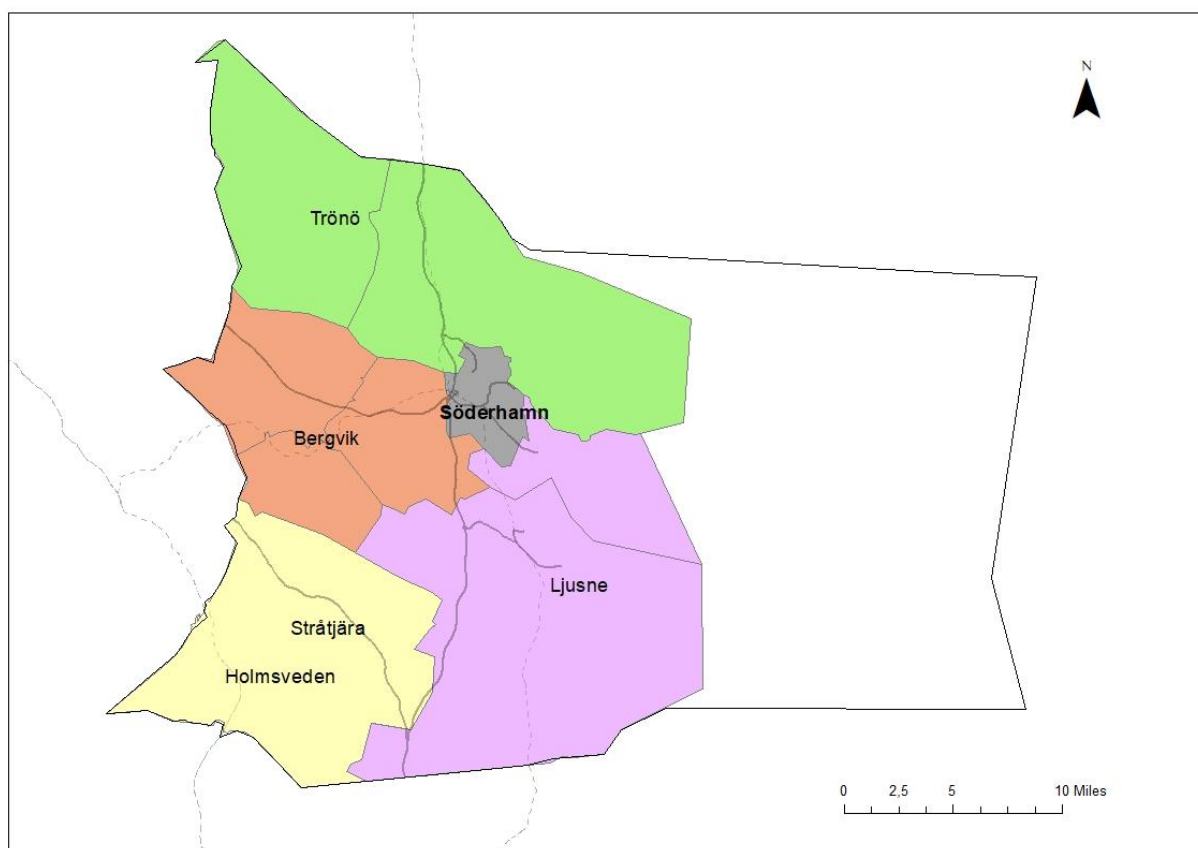 N
Trönö
Söderhamn
Bergvik
Ljusne
Stråtjära
Holmsveden
0 2,5 5 10 Miles